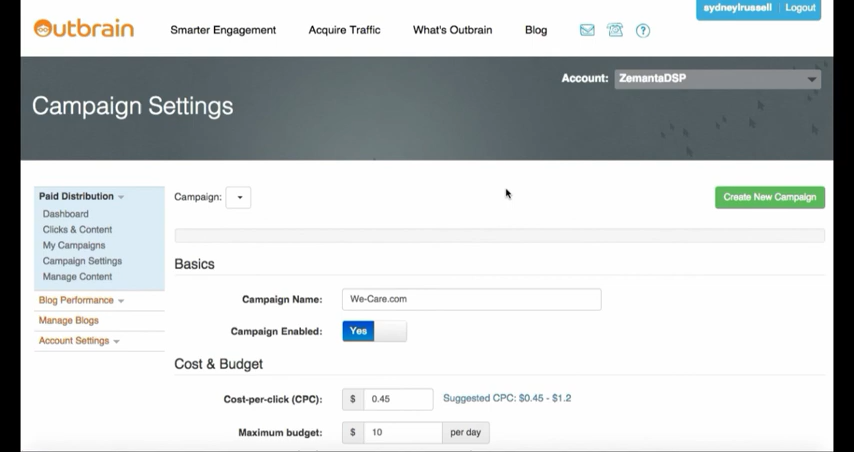 sydneylrussell Logout
Outbrain Smarter Engagement Acquire Traffic What's Outbrain Blog
Account: ZemantaDSP
Campaign Settings
Paid Distribution
Dashboard
Clicks & Content
My Campaigns
Campaign Settings
Manage Content
Blog Performance
Manage Blogs
Account Settings
Campaign: Create New Campaign
Basics
Campaign Name: We-Care.com
Campaign Enabled: Yes
Cost & Budget
Cost-per-click (CPC): $ 0.45 Suggested CPC: $0.45 - $1.2
Maximum budget: $ 10 per day